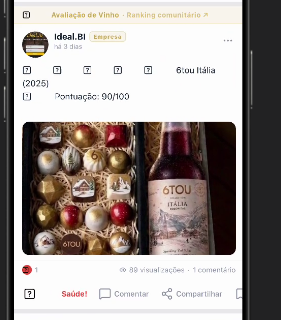 Avaliação de Vinho · Ranking comunitário ↗
Ideal.BI Empresa
há 3 dias
6tou Itália
(2025)
Pontuação: 90/100
6TOU
6TOU
ITÁLIA
89 visualizações · 1 comentário
1
Saúde! Comentar Compartilhar